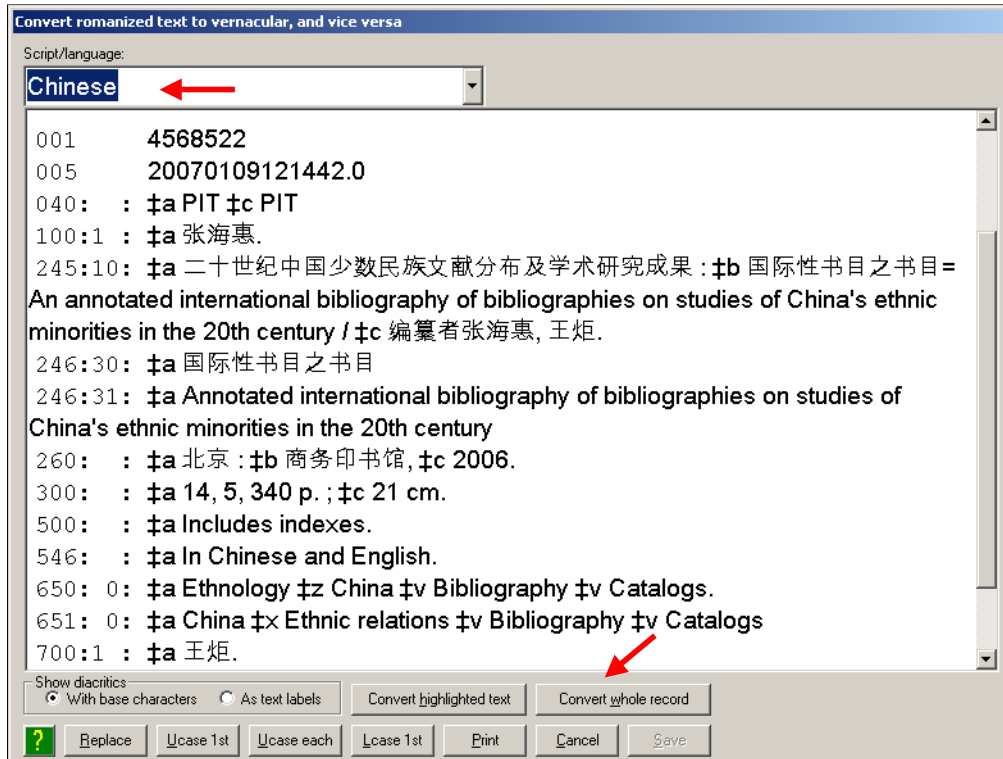 Convert romanized text to vernacular, and vice versa
Script/language:
Chinese
001 4568522
005 20070109121442.0
040: : ‡a PIT ‡c PIT
100:1 : ‡a 张海惠.
245:10: ‡a 二十世纪中国少数民族文献分布及学术研究成果 : ‡b 国际性书目之书目=
An annotated international bibliography of bibliographies on studies of China's ethnic
minorities in the 20th century / ‡c 编纂者张海惠, 王炬.
246:30: ‡a 国际性书目之书目
246:31: ‡a Annotated international bibliography of bibliographies on studies of
China's ethnic minorities in the 20th century
260: : ‡a 北京 : ‡b 商务印书馆, ‡c 2006.
300: : ‡a 14, 5, 340 p. ; ‡c 21 cm.
500: : ‡a Includes indexes.
546: : ‡a In Chinese and English.
650: 0: ‡a Ethnology ‡z China ‡v Bibliography ‡v Catalogs.
651: 0: ‡a China ‡x Ethnic relations ‡v Bibliography ‡v Catalogs
700:1 : ‡a 王炬.
Show diacritics
With base characters As text labels Convert highlighted text Convert whole record
? Replace Ucase 1st Ucase each Lcase 1st Print Cancel Save